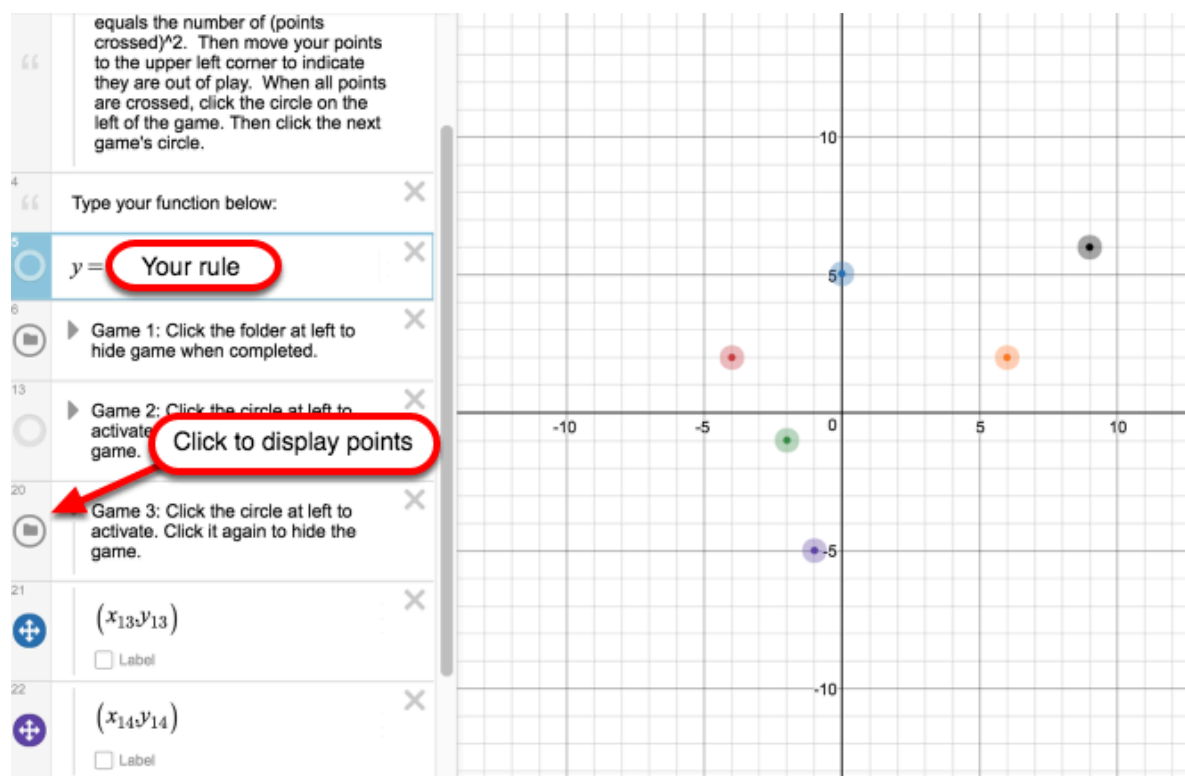 equals the number of (points
crossed)^2. Then move your points
to the upper left corner to indicate
they are out of play. When all points
are crossed, click the circle on the
left of the game. Then click the next
game's circle.
4
Type your function below:
5
y = Your rule
6
Game 1: Click the folder at left to
hide game when completed.
13
Game 2: Click the circle at left to
activate
game.
Click to display points
20
Game 3: Click the circle at left to
activate. Click it again to hide the
game.
21
(x13,y13)
Label
22
(x14,y14)
Label
10
5
-10
-5
0
5
10
-5
-10